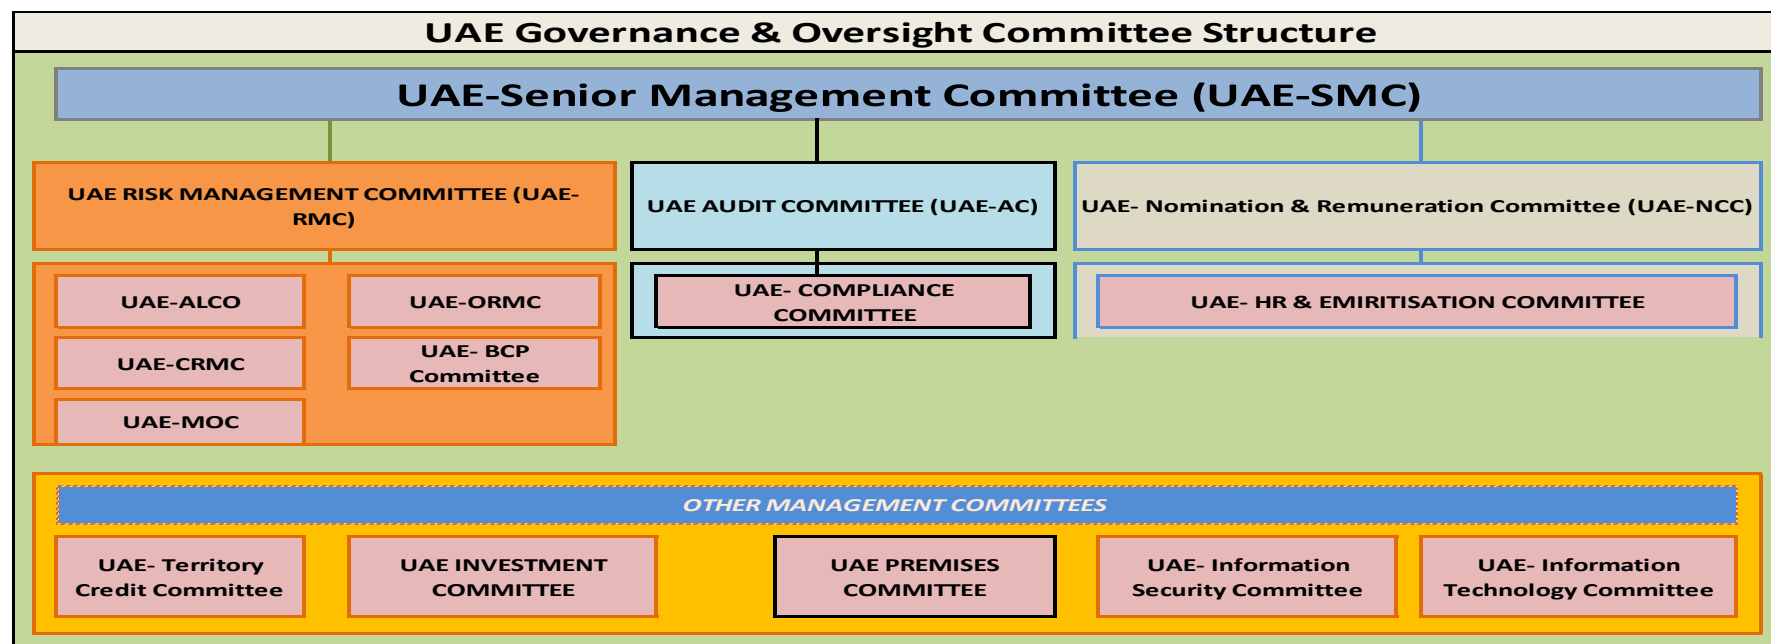 UAE Governance & Oversight Committee Structure
UAE-Senior Management Committee (UAE-SMC)
UAE RISK MANAGEMENT COMMITTEE (UAE-
RMC)
UAE AUDIT COMMITTEE (UAE-AC)
UAE- Nomination & Remuneration Committee (UAE-NCC)
UAE-ALCO
UAE-ORMC
UAE-CRMC
UAE- BCP
Committee
UAE-MOC
UAE- COMPLIANCE
COMMITTEE
UAE- HR & EMIRITISATION COMMITTEE
OTHER MANAGEMENT COMMITTEES
UAE- Territory
Credit Committee
UAE INVESTMENT
COMMITTEE
UAE PREMISES
COMMITTEE
UAE- Information
Security Committee
UAE- Information
Technology Committee